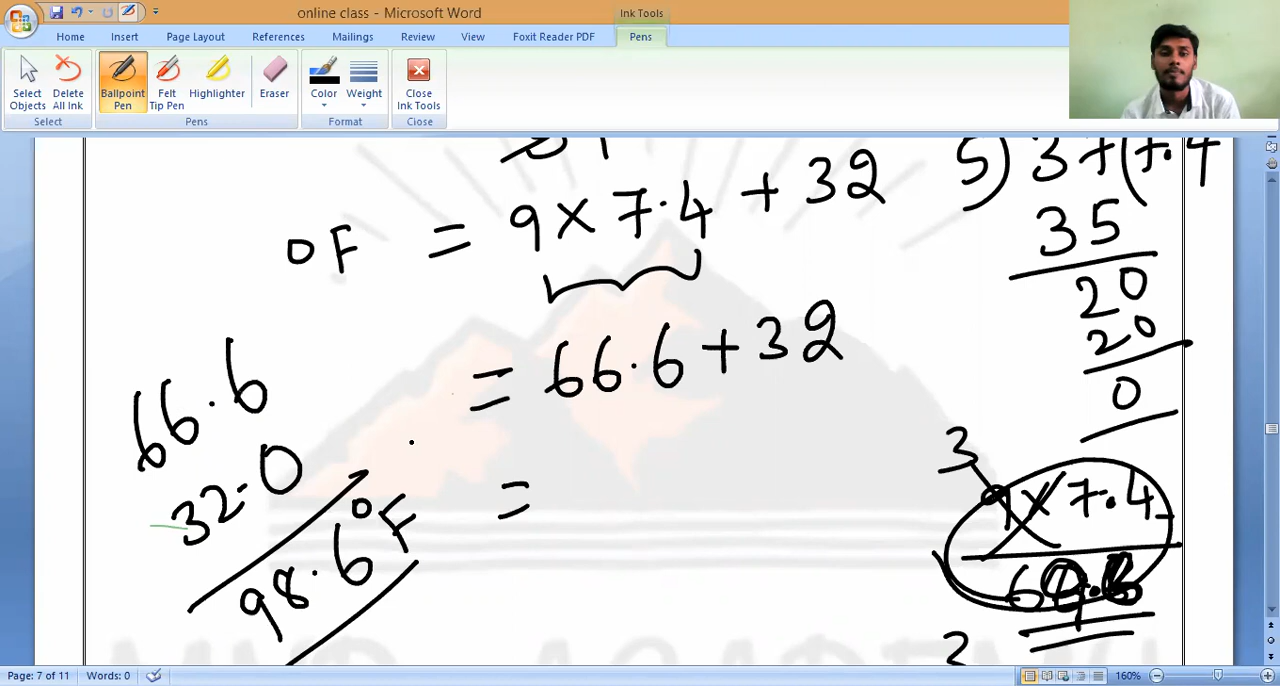 online class - Microsoft Word
Ink Tools
Home Insert Page Layout References Mailings Review View Foxit Reader PDF Pens
Select Objects
Delete All Ink
Ballpoint Pen
Felt Tip Pen
Highlighter
Eraser
Color
Weight
Close Ink Tools
Select Pens Format Close
5) 37 (7.4
°F = 9 × 7.4 + 32
35
20
20
0
= 66.6 + 32
66.6
32.0
98.6 °F
=
3
9 × 7.4
2
MIND ACADEMY
Page: 7 of 11 Words: 0 160%